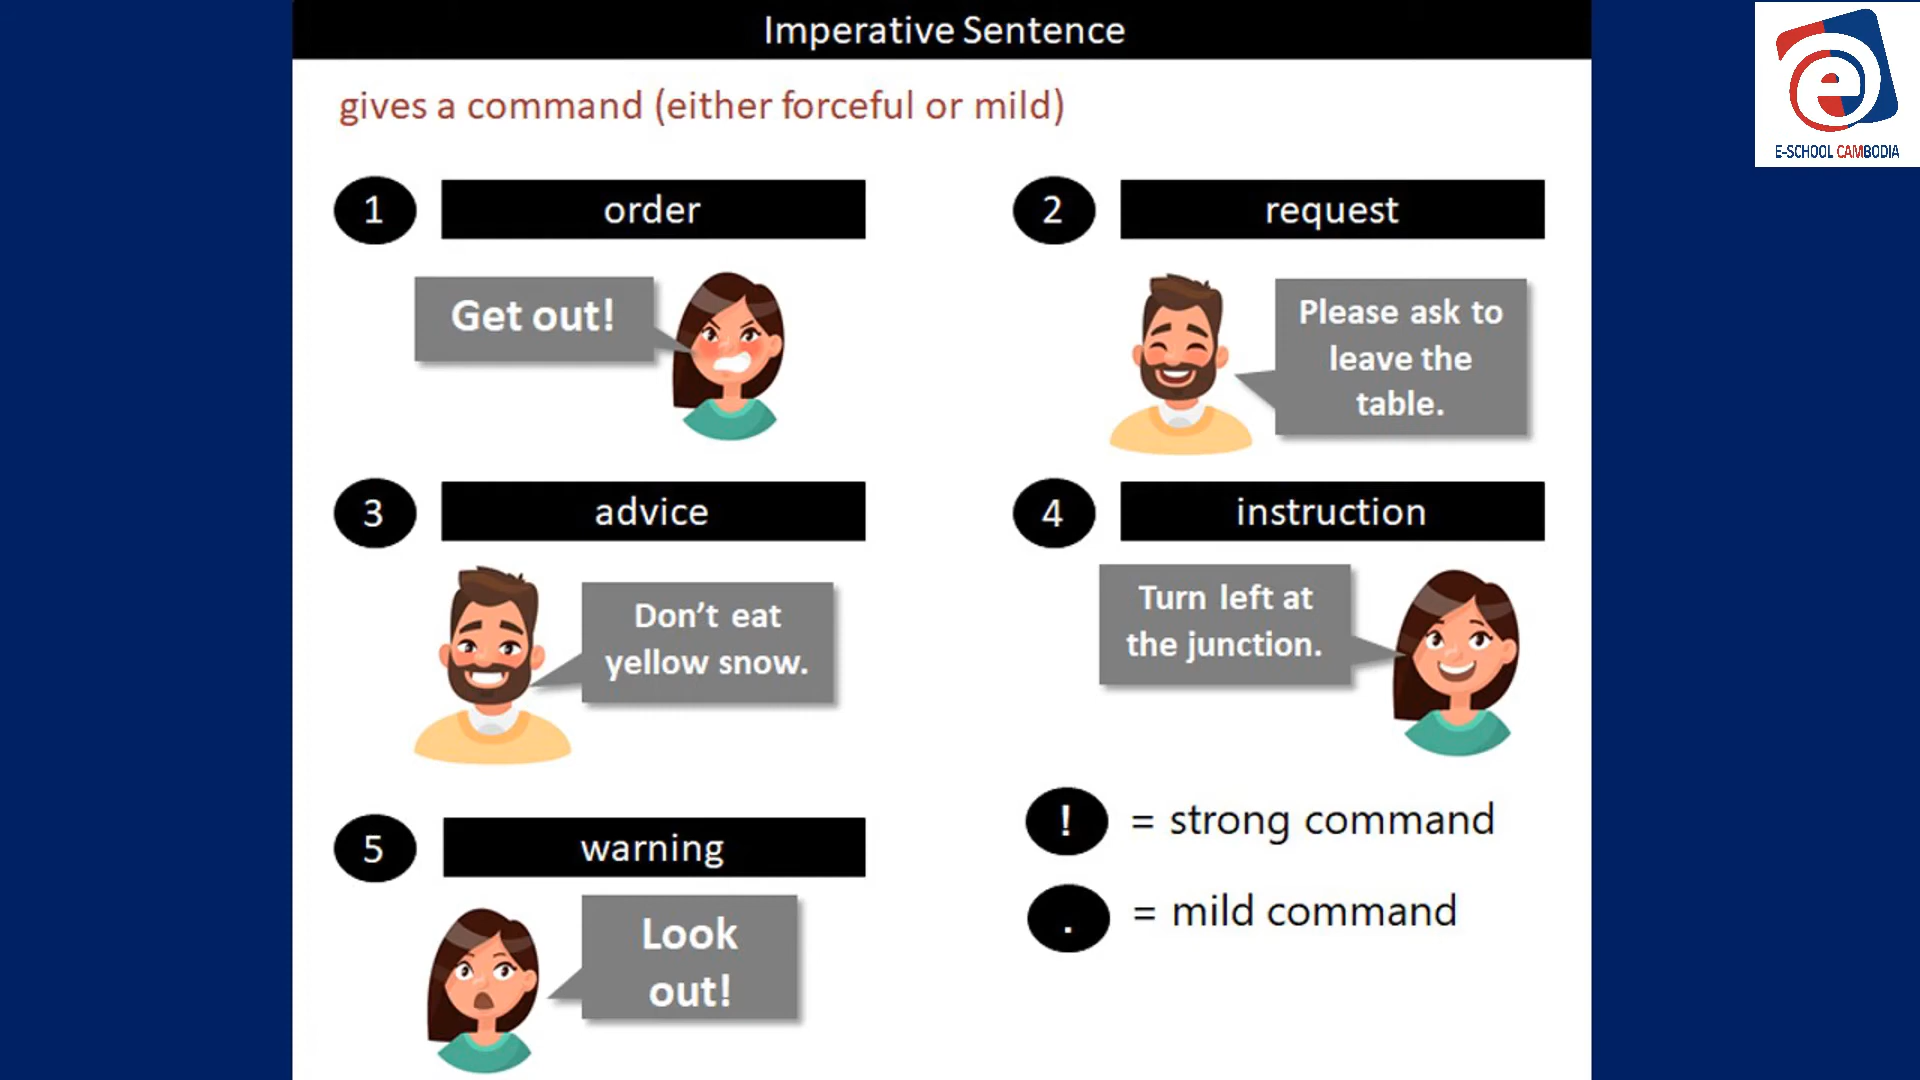 Imperative Sentence
E-SCHOOL CAMBODIA
gives a command (either forceful or mild)
1
order
2
request
Get out!
Please ask to
leave the
table.
3
advice
4
instruction
Don't eat
yellow snow.
Turn left at
the junction.
! = strong command
. = mild command
5
warning
Look
out!